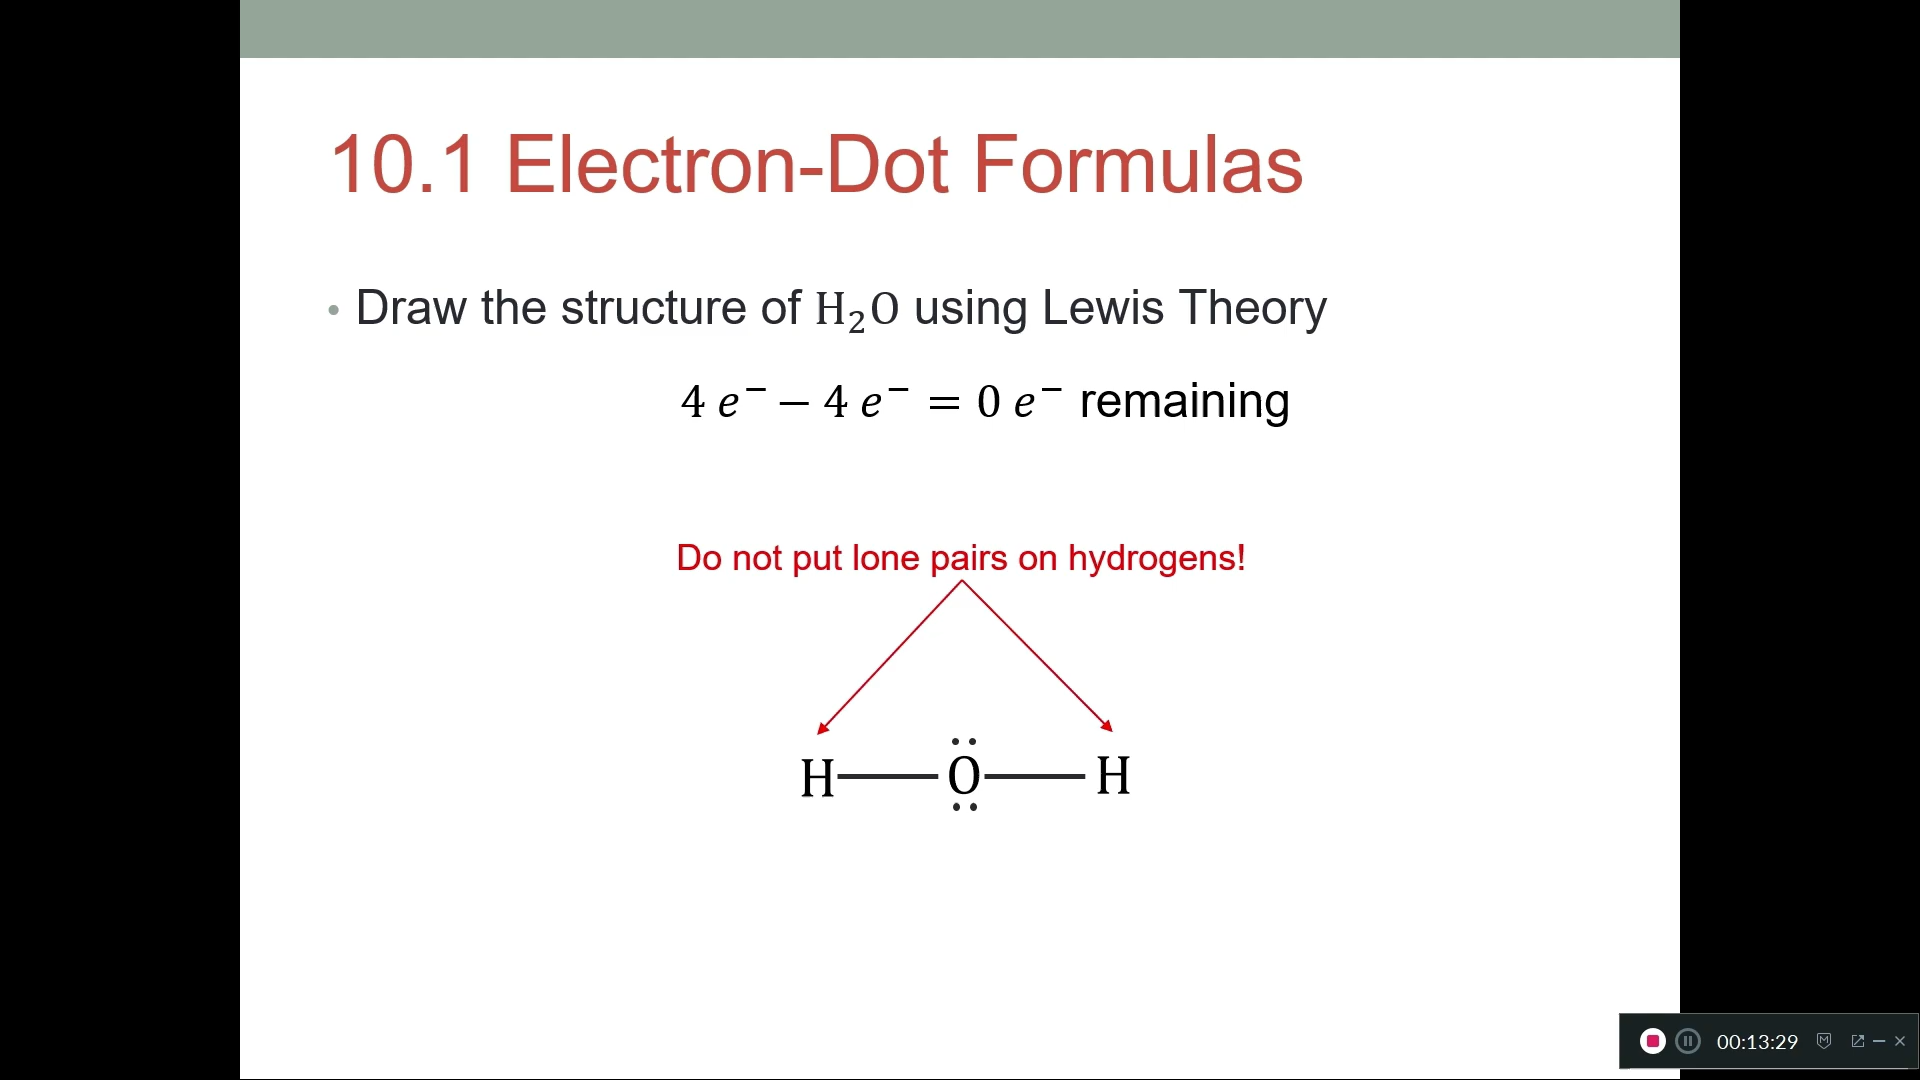 10.1 Electron-Dot Formulas
• Draw the structure of H₂O using Lewis Theory
4 e⁻ − 4 e⁻ = 0 e⁻ remaining
Do not put lone pairs on hydrogens!
H—O—H
00:13:29